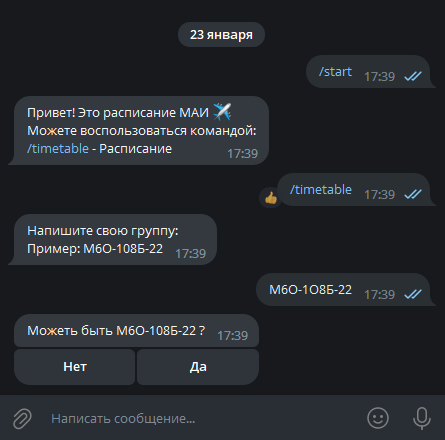 23 января
/start
17:39
Привет! Это расписание МАИ ✈️
Можете воспользоваться командой:
/timetable - Расписание
17:39
/timetable
17:39
Напишите свою группу:
Пример: М6О-108Б-22
17:39
М6О-1О8Б-22
17:39
Можеть быть М6О-108Б-22 ?
17:39
Нет
Да
Написать сообщение...